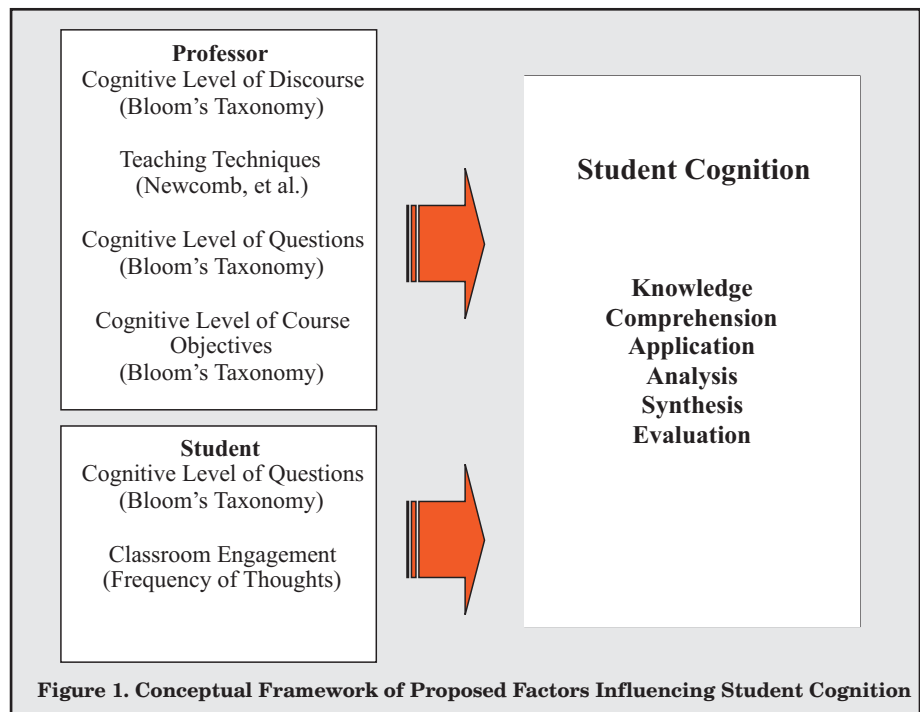 Professor
Cognitive Level of Discourse
(Bloom’s Taxonomy)
Teaching Techniques
(Newcomb, et al.)
Cognitive Level of Questions
(Bloom’s Taxonomy)
Cognitive Level of Course
Objectives
(Bloom’s Taxonomy)
Student
Cognitive Level of Questions
(Bloom’s Taxonomy)
Classroom Engagement
(Frequency of Thoughts)
Student Cognition
Knowledge
Comprehension
Application
Analysis
Synthesis
Evaluation
Figure 1. Conceptual Framework of Proposed Factors Influencing Student Cognition